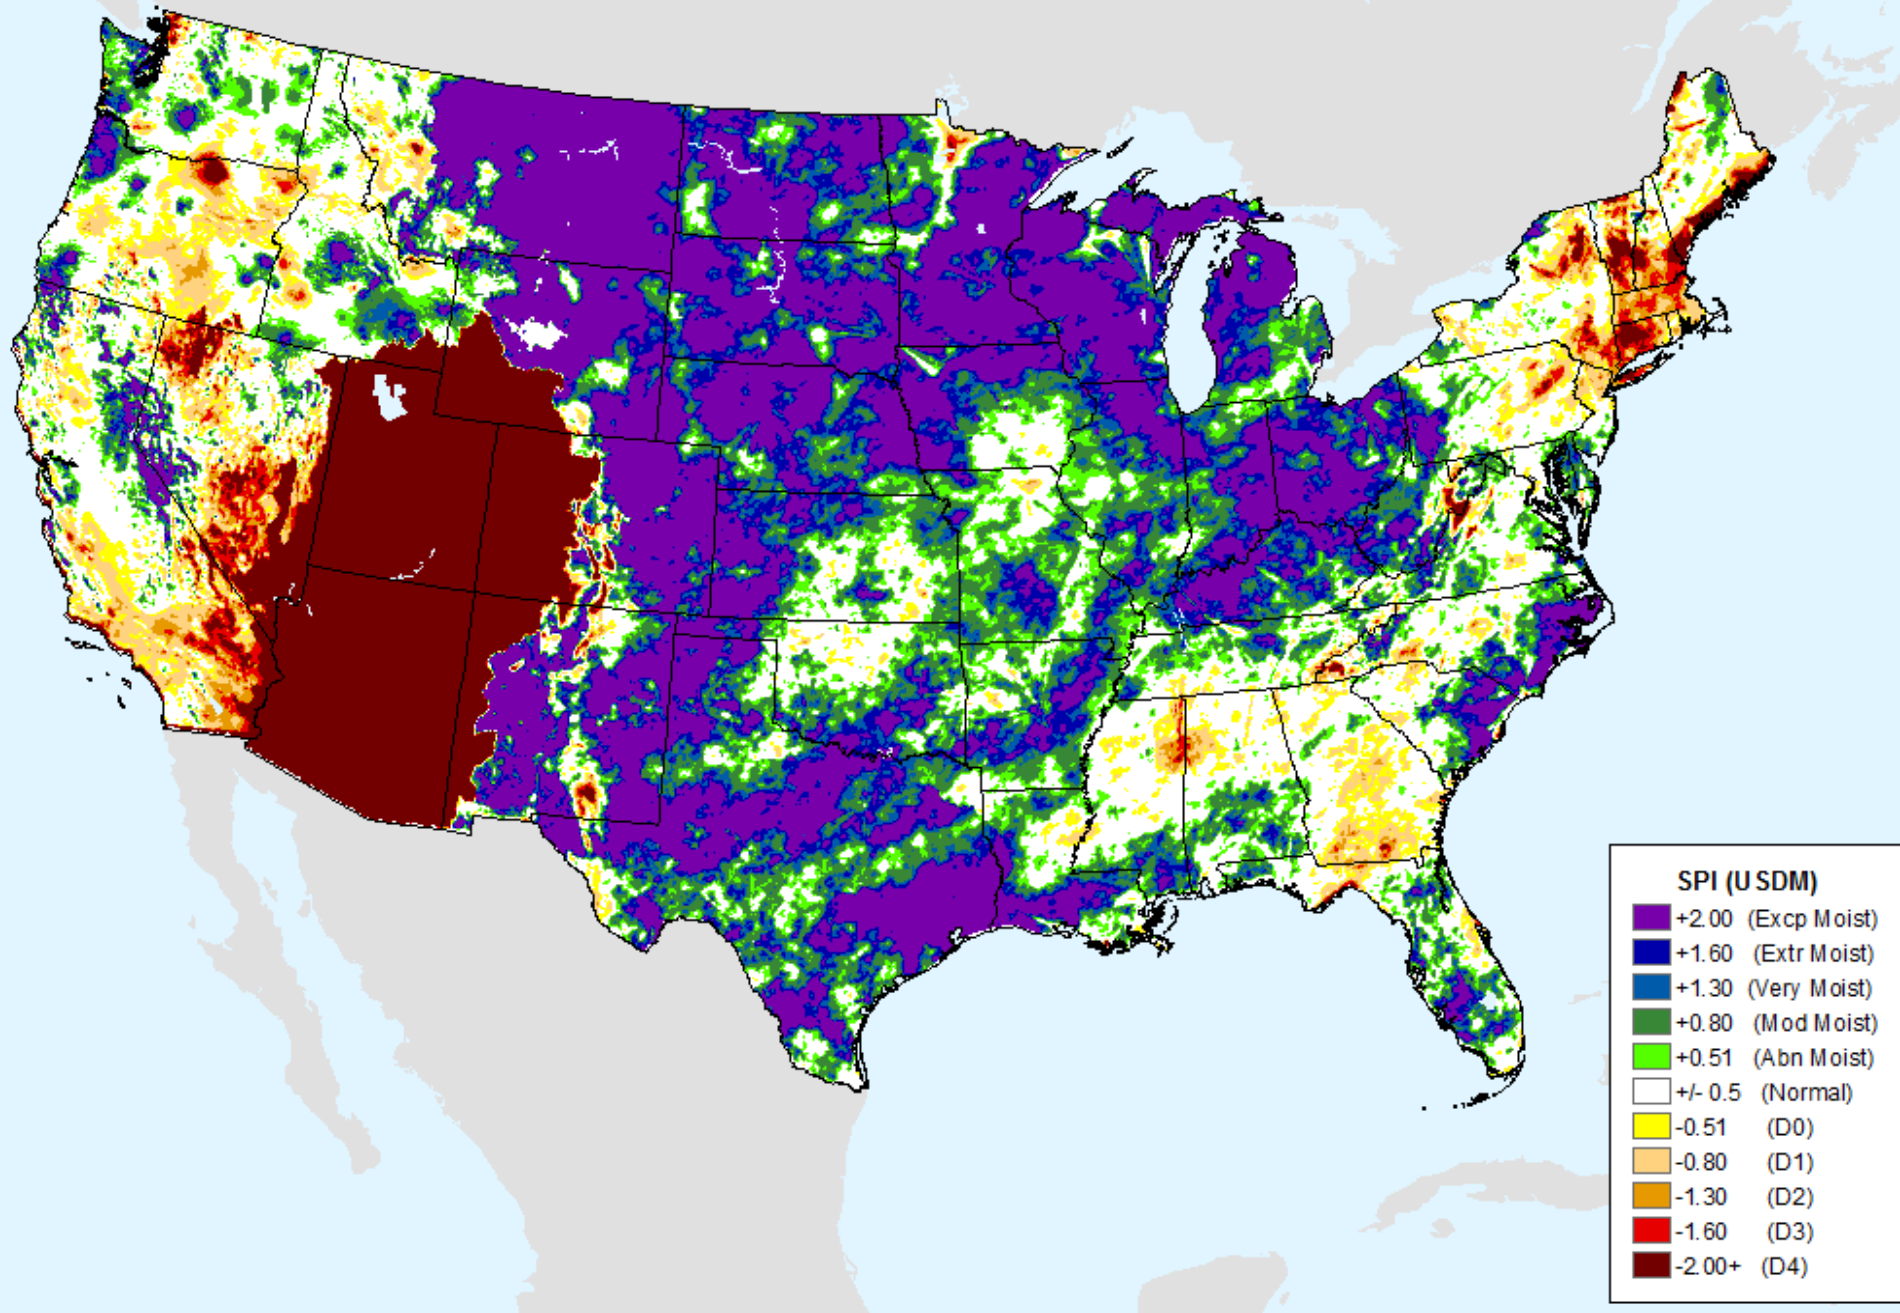 SPI (USDM)
+2.00 (Excp Moist)
+1.60 (Extr Moist)
+1.30 (Very Moist)
+0.80 (Mod Moist)
+0.51 (Abn Moist)
+/- 0.5 (Normal)
-0.51 (D0)
-0.80 (D1)
-1.30 (D2)
-1.60 (D3)
-2.00+ (D4)